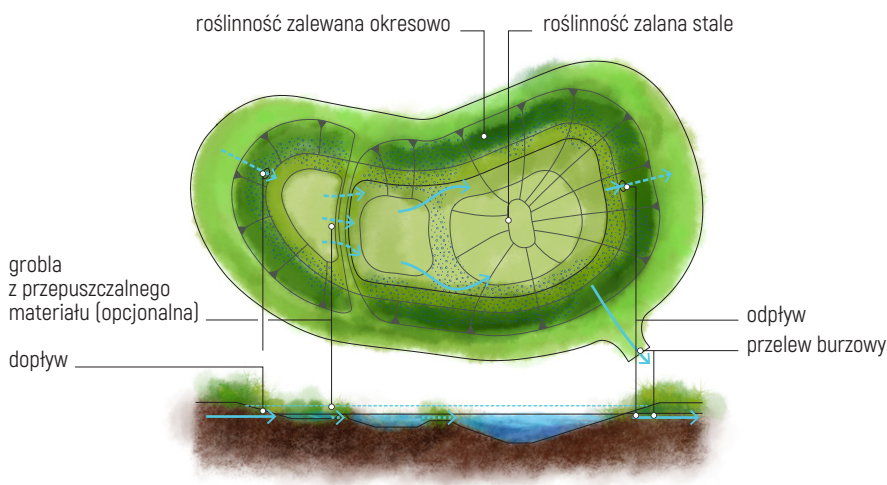 roślinność zalewana okresowo
roślinność zalana stale
grobla
z przepuszczalnego
materiału (opcjonalna)
dopływ
odpływ
przelew burzowy